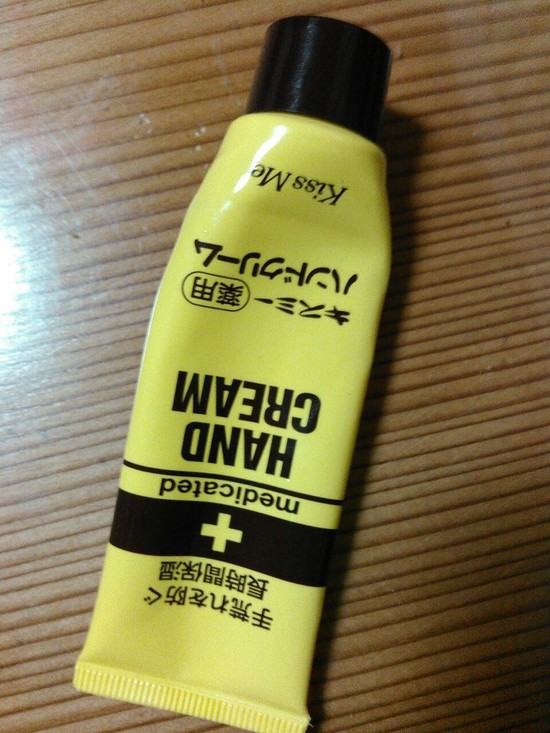 Kiss Me
キスミー 薬用
ハンドクリーム
HAND
CREAM
medicated
手荒れを防ぐ
長時間保湿